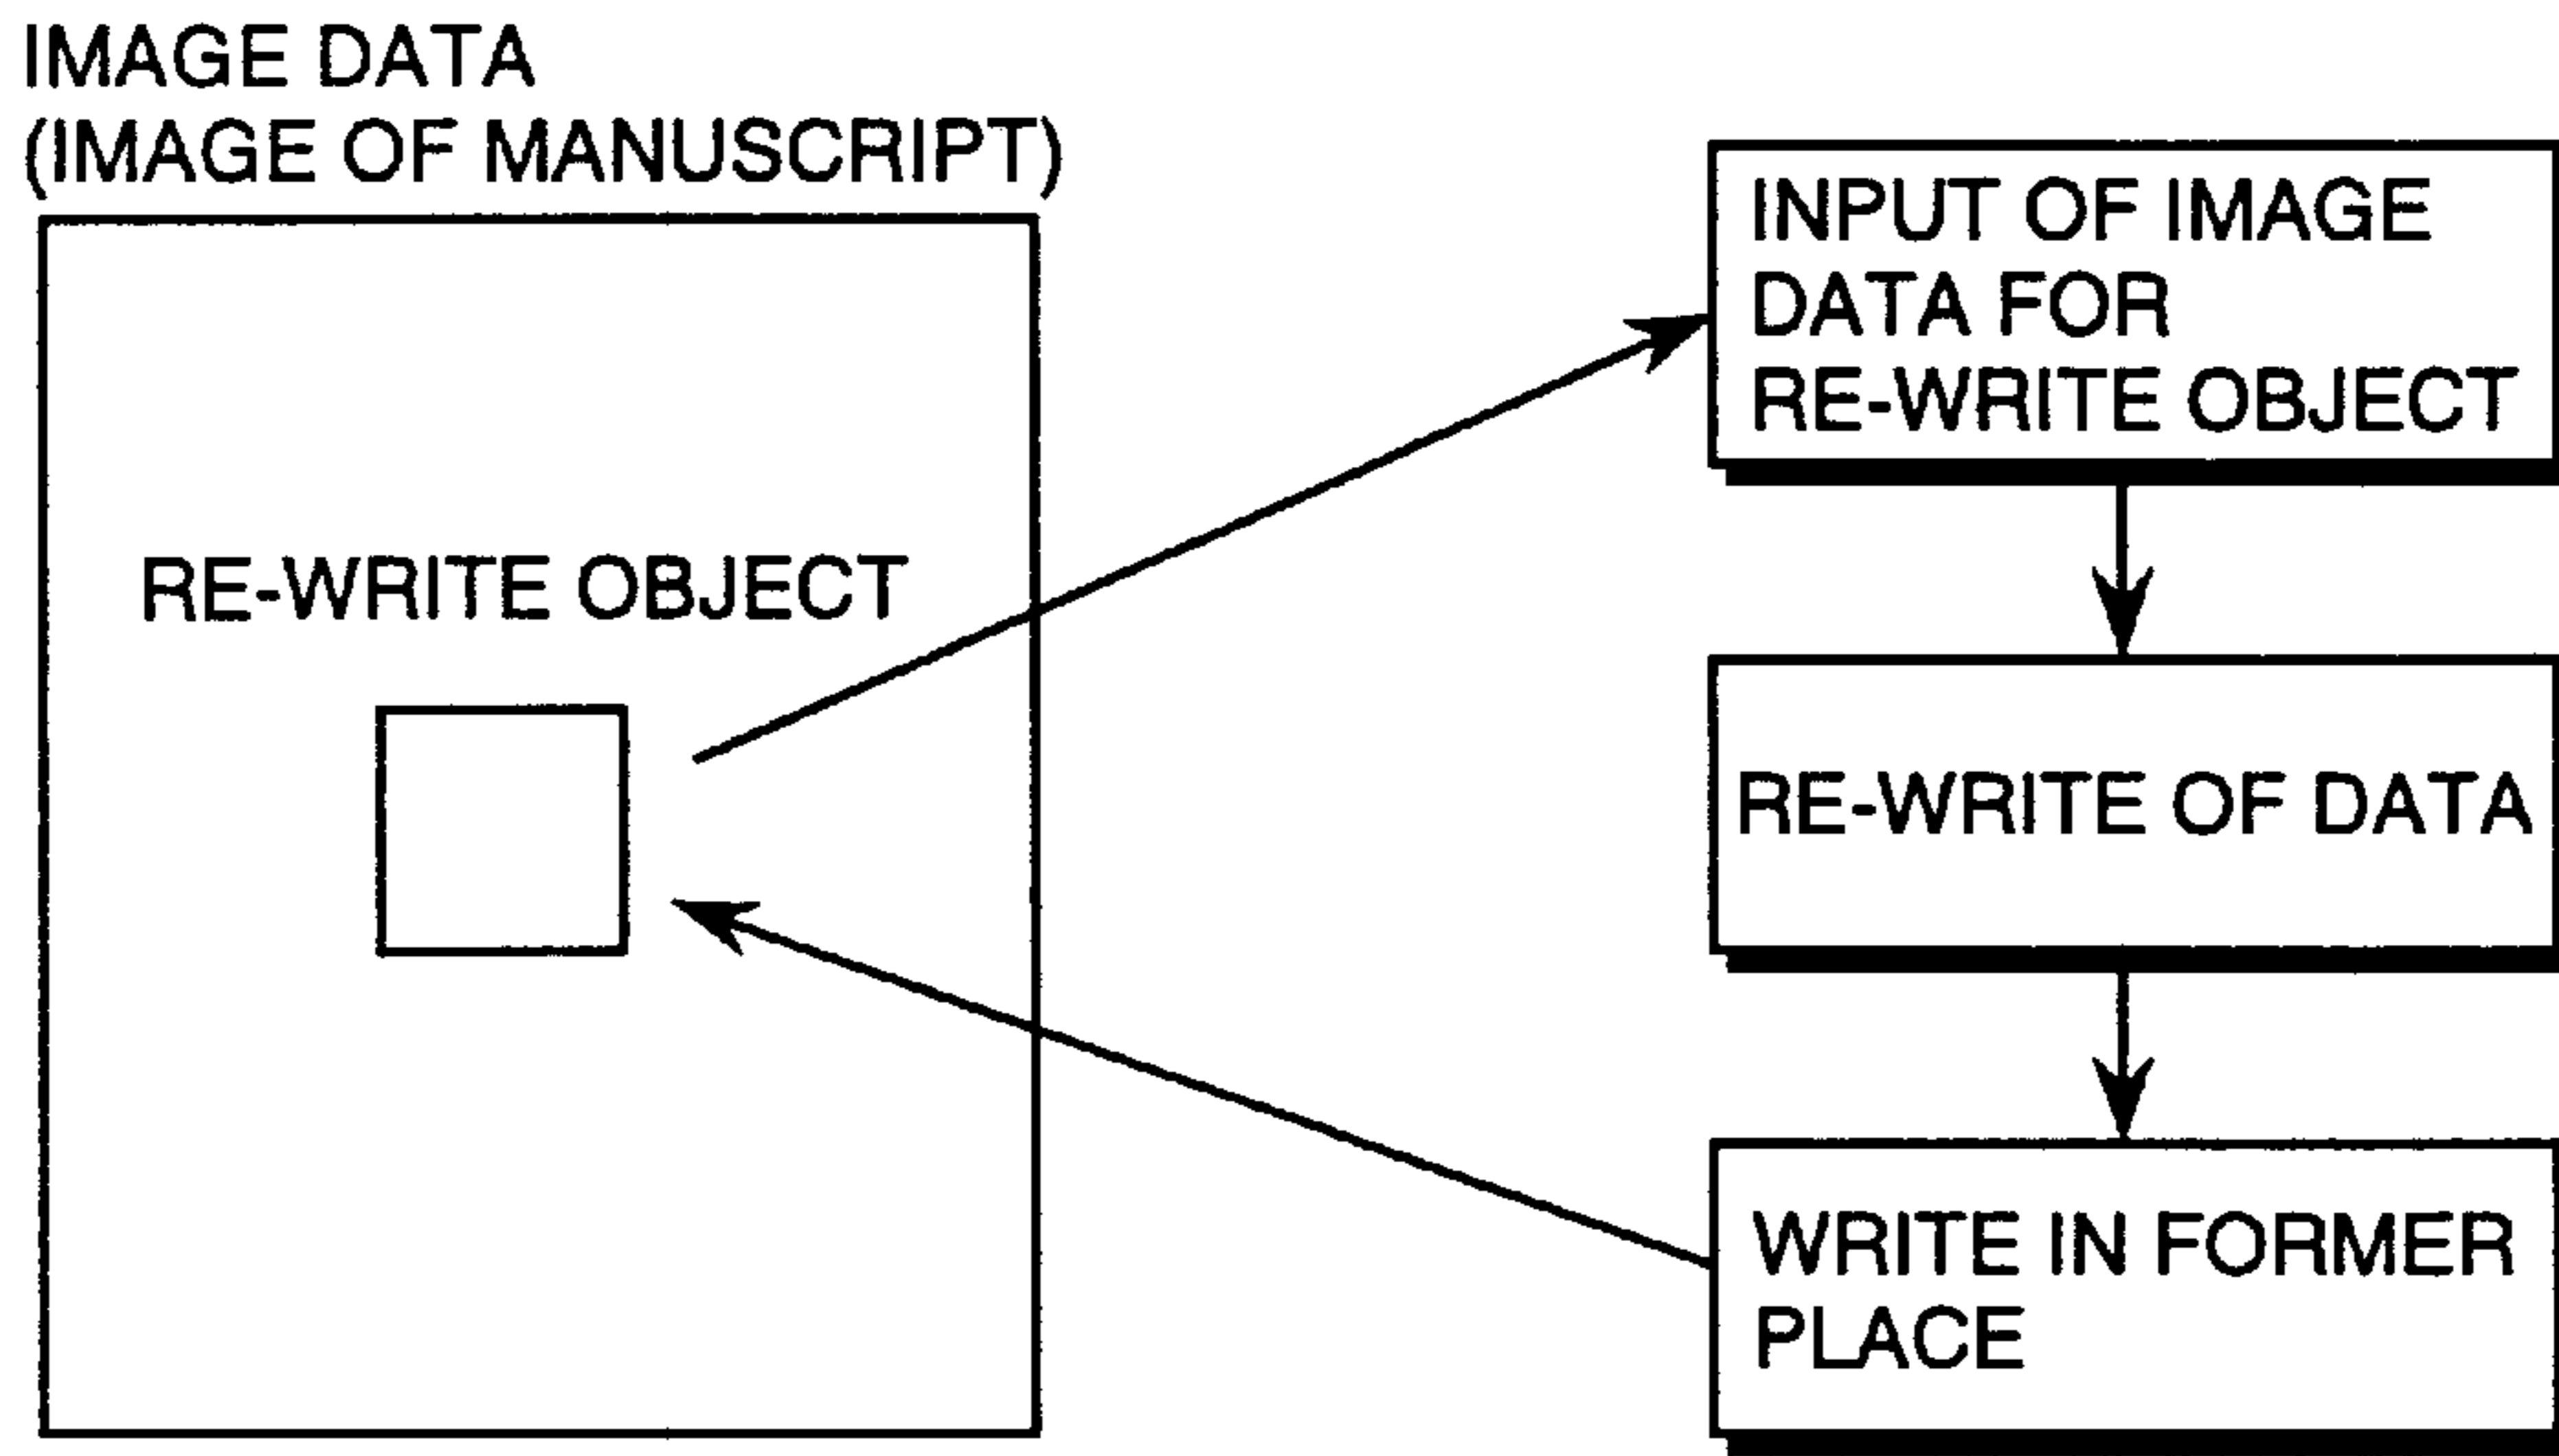 IMAGE DATA
(IMAGE OF MANUSCRIPT)
RE-WRITE OBJECT
INPUT OF IMAGE
DATA FOR
RE-WRITE OBJECT
RE-WRITE OF DATA
WRITE IN FORMER
PLACE